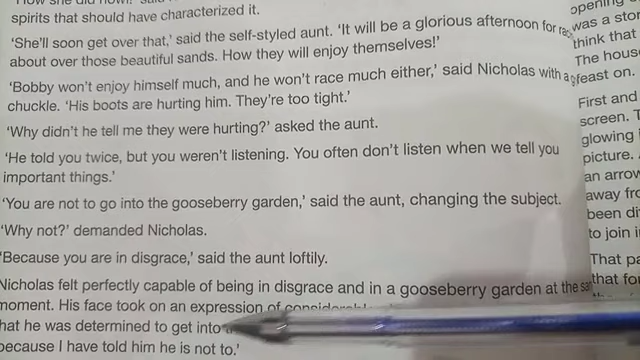 spirits that should have characterized it.
‘She'll soon get over that,’ said the self-styled aunt. ‘It will be a glorious afternoon for
about over those beautiful sands. How they will enjoy themselves!’
‘Bobby won't enjoy himself much, and he won't race much either,’ said Nicholas with a
chuckle. ‘His boots are hurting him. They're too tight.’
‘Why didn't he tell me they were hurting?’ asked the aunt.
‘He told you twice, but you weren't listening. You often don't listen when we tell you
important things.’
‘You are not to go into the gooseberry garden,’ said the aunt, changing the subject.
‘Why not?’ demanded Nicholas.
‘Because you are in disgrace,’ said the aunt loftily.
Nicholas felt perfectly capable of being in disgrace and in a gooseberry garden at the
moment. His face took on an expression of
hat he was determined to get into
because I have told him he is not to.’
opening
was a
think that
The house
feast on.
First and
screen.
glowing
picture.
an arrow
away
been
to join
That
that